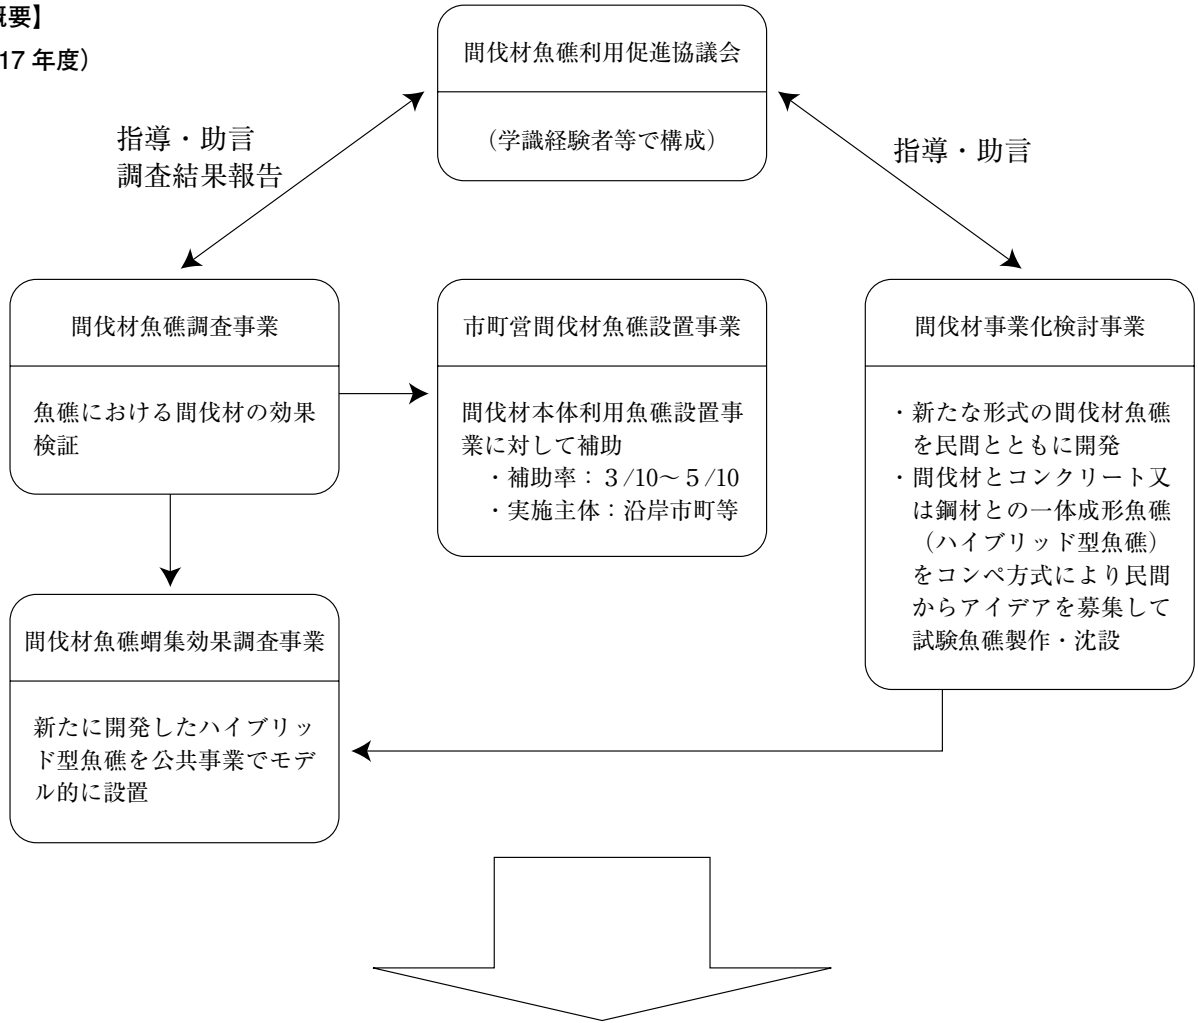 概要】
17 年度）
間伐材魚礁利用促進協議会
（学識経験者等で構成）
指導・助言
調査結果報告
指導・助言
間伐材魚礁調査事業
魚礁における間伐材の効果
検証
市町営間伐材魚礁設置事業
間伐材本体利用魚礁設置事
業に対して補助
・補助率：３/10〜５/10
・実施主体：沿岸市町等
間伐材事業化検討事業
・新たな形式の間伐材魚礁
を民間とともに開発
・間伐材とコンクリート又
は鋼材との一体成形魚礁
（ハイブリッド型魚礁）
をコンペ方式により民間
からアイデアを募集して
試験魚礁製作・沈設
間伐材魚礁蝟集効果調査事業
新たに開発したハイブリッ
ド型魚礁を公共事業でモデ
ル的に設置